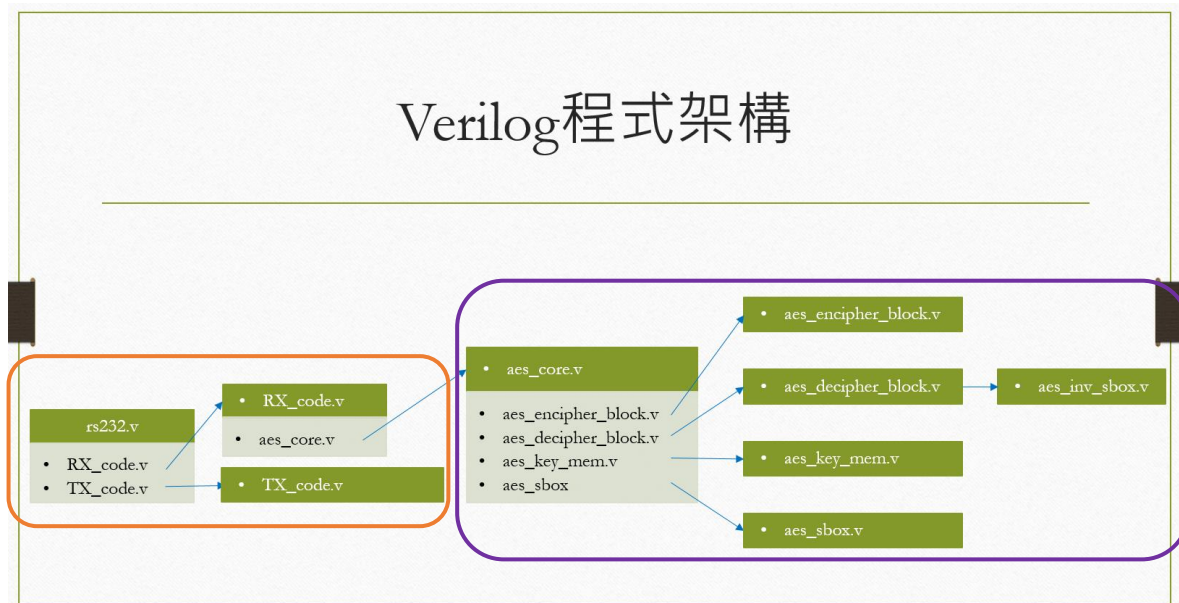 Verilog程式架構
rs232.v
• RX_code.v
• TX_code.v
• RX_code.v
• aes_core.v
• TX_code.v
• aes_core.v
• aes_encipher_block.v
• aes_decipher_block.v
• aes_key_mem.v
• aes_sbox
• aes_encipher_block.v
• aes_decipher_block.v
• aes_inv_sbox.v
• aes_key_mem.v
• aes_sbox.v